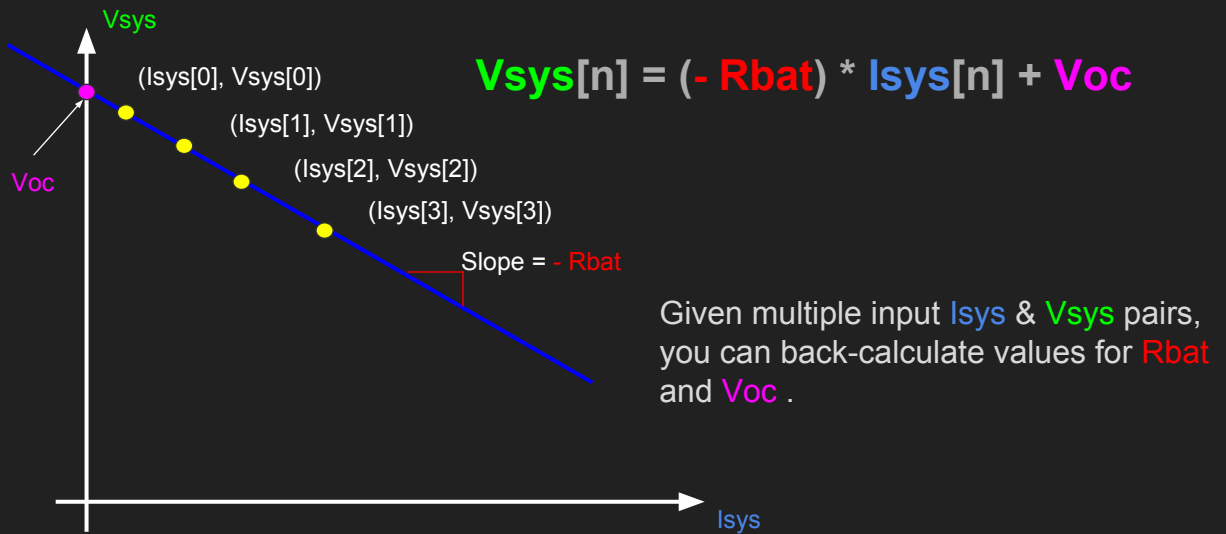 Vsys
Vsys[n] = (- Rbat) * Isys[n] + Voc
(Isys[0], Vsys[0])
(Isys[1], Vsys[1])
(Isys[2], Vsys[2])
Voc
(Isys[3], Vsys[3])
Slope = - Rbat
Given multiple input Isys & Vsys pairs,
you can back-calculate values for Rbat
and Voc .
Isys